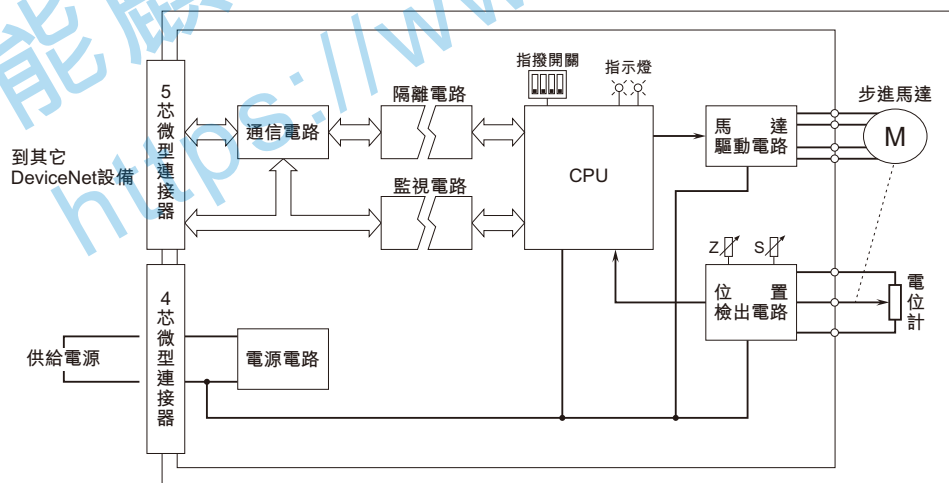 能
https://ww
指撥開關
指示燈
步進馬達
5芯微型連接器
通信電路
隔離電路
CPU
馬達
驅動電路
M
到其它
DeviceNet設備
監視電路
Z
S
4芯微型連接器
供給電源
電源電路
位置
檢出電路
電位計